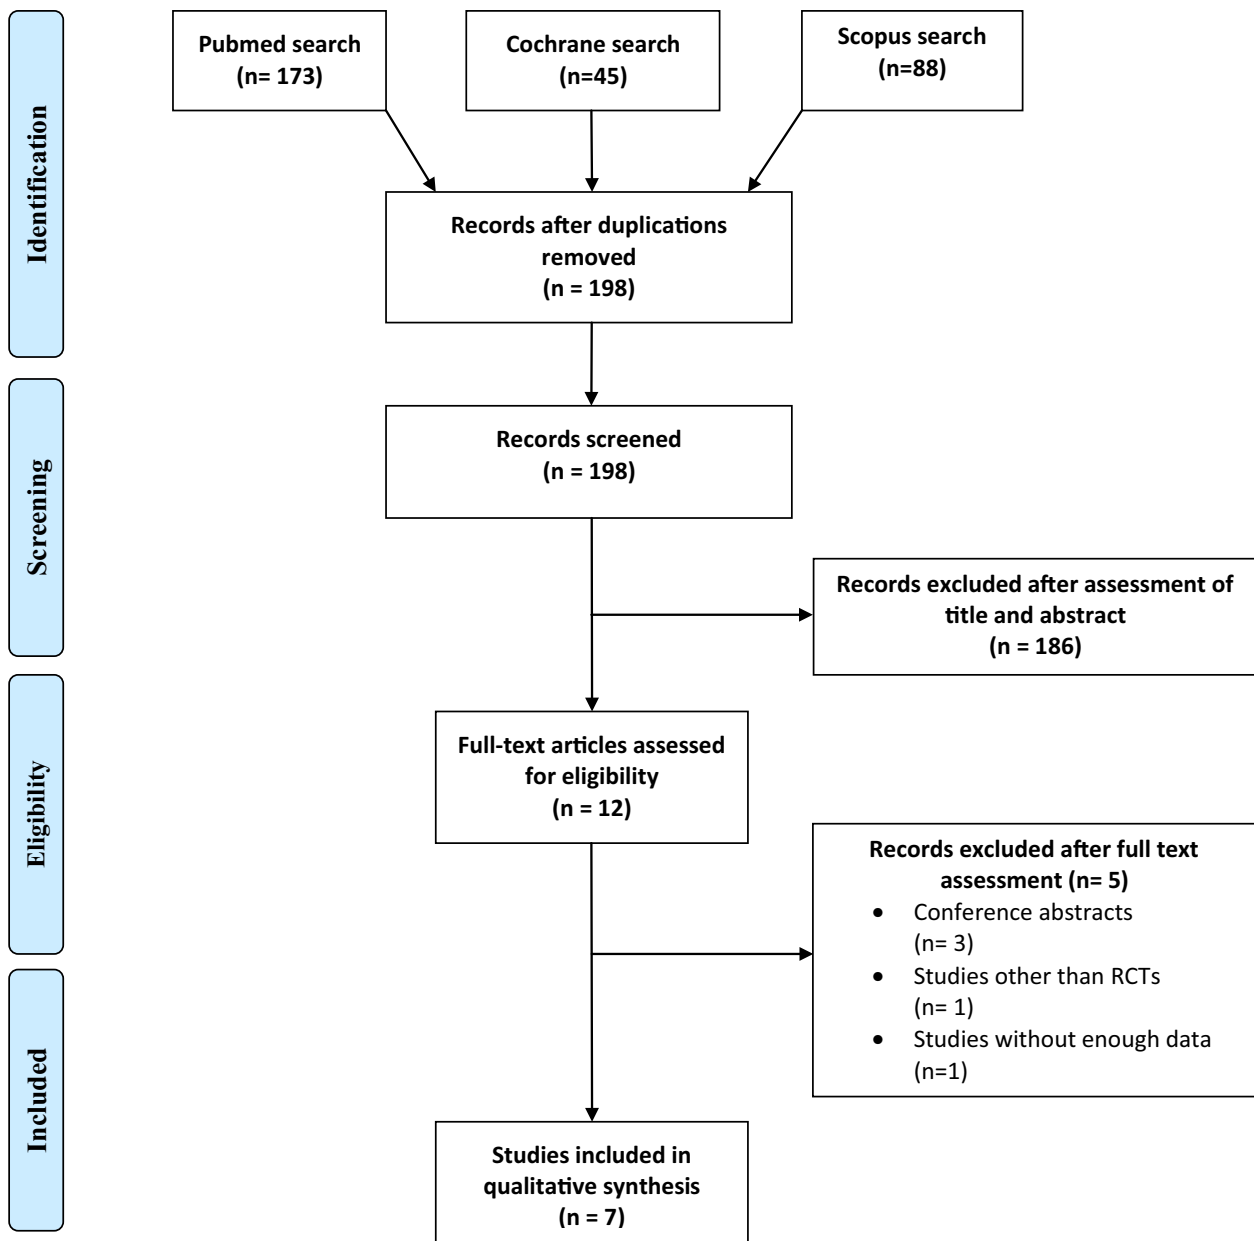 Identification
Pubmed search
(n= 173)
Cochrane search
(n=45)
Scopus search
(n=88)
Records after duplications
removed
(n = 198)
Screening
Records screened
(n = 198)
Records excluded after assessment of
title and abstract
(n = 186)
Eligibility
Full-text articles assessed
for eligibility
(n = 12)
Records excluded after full text
assessment (n= 5)
• Conference abstracts
(n= 3)
• Studies other than RCTs
(n= 1)
• Studies without enough data
(n=1)
Included
Studies included in
qualitative synthesis
(n = 7)